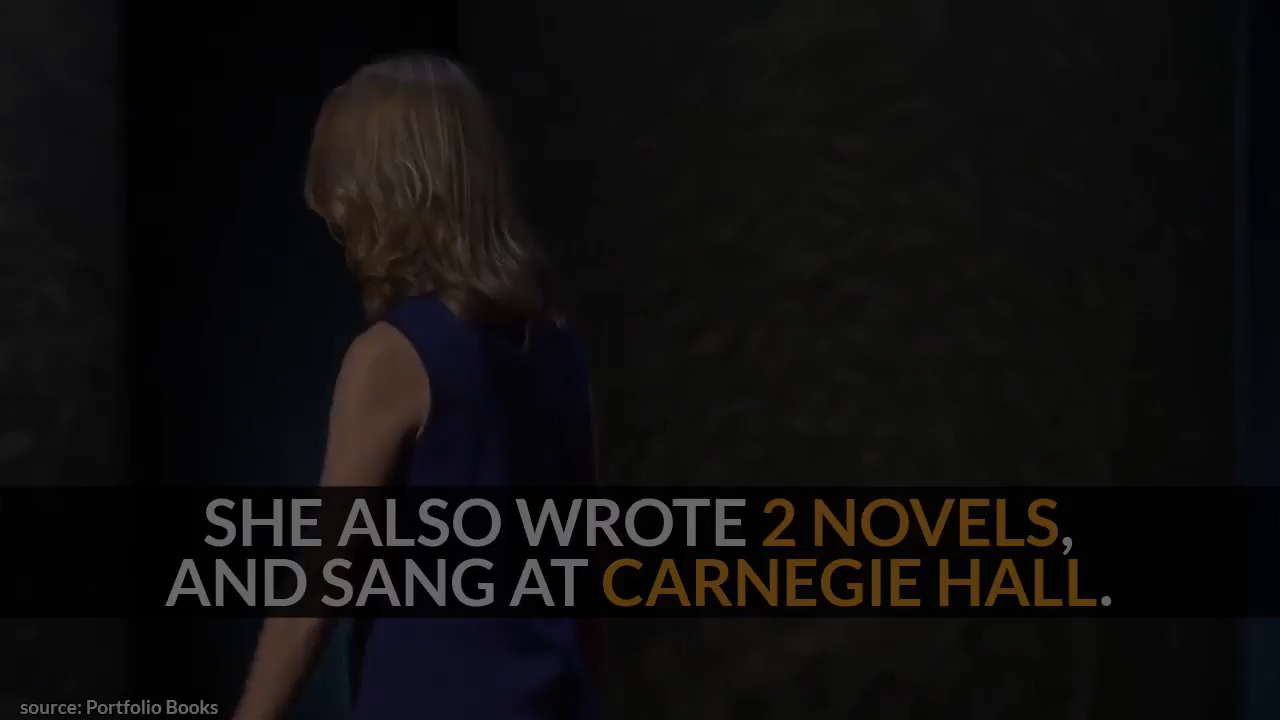 SHE ALSO WROTE 2 NOVELS,
AND SANG AT CARNEGIE HALL.
source: Portfolio Books